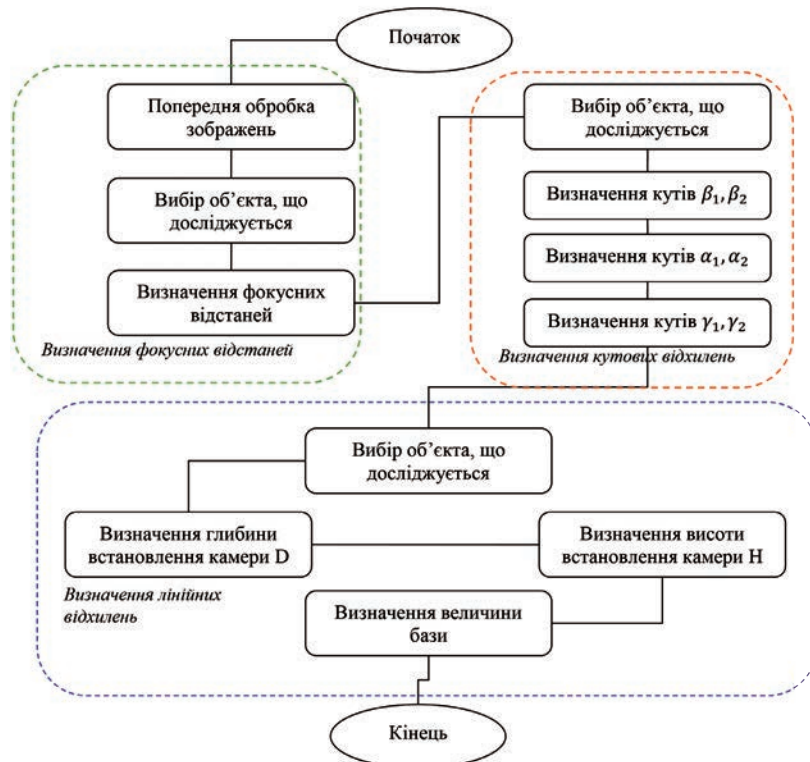 Початок
Попередня обробка
зображень
Вибір об’єкта, що
досліджується
Визначення фокусних
відстаней
Визначення фокусних відстаней
Вибір об’єкта, що
досліджується
Визначення кутів β₁, β₂
Визначення кутів α₁, α₂
Визначення кутів γ₁, γ₂
Визначення кутових відхилень
Вибір об’єкта, що
досліджується
Визначення глибини
встановлення камери D
Визначення висоти
встановлення камери H
Визначення лінійних
відхилень
Визначення величини
бази
Кінець